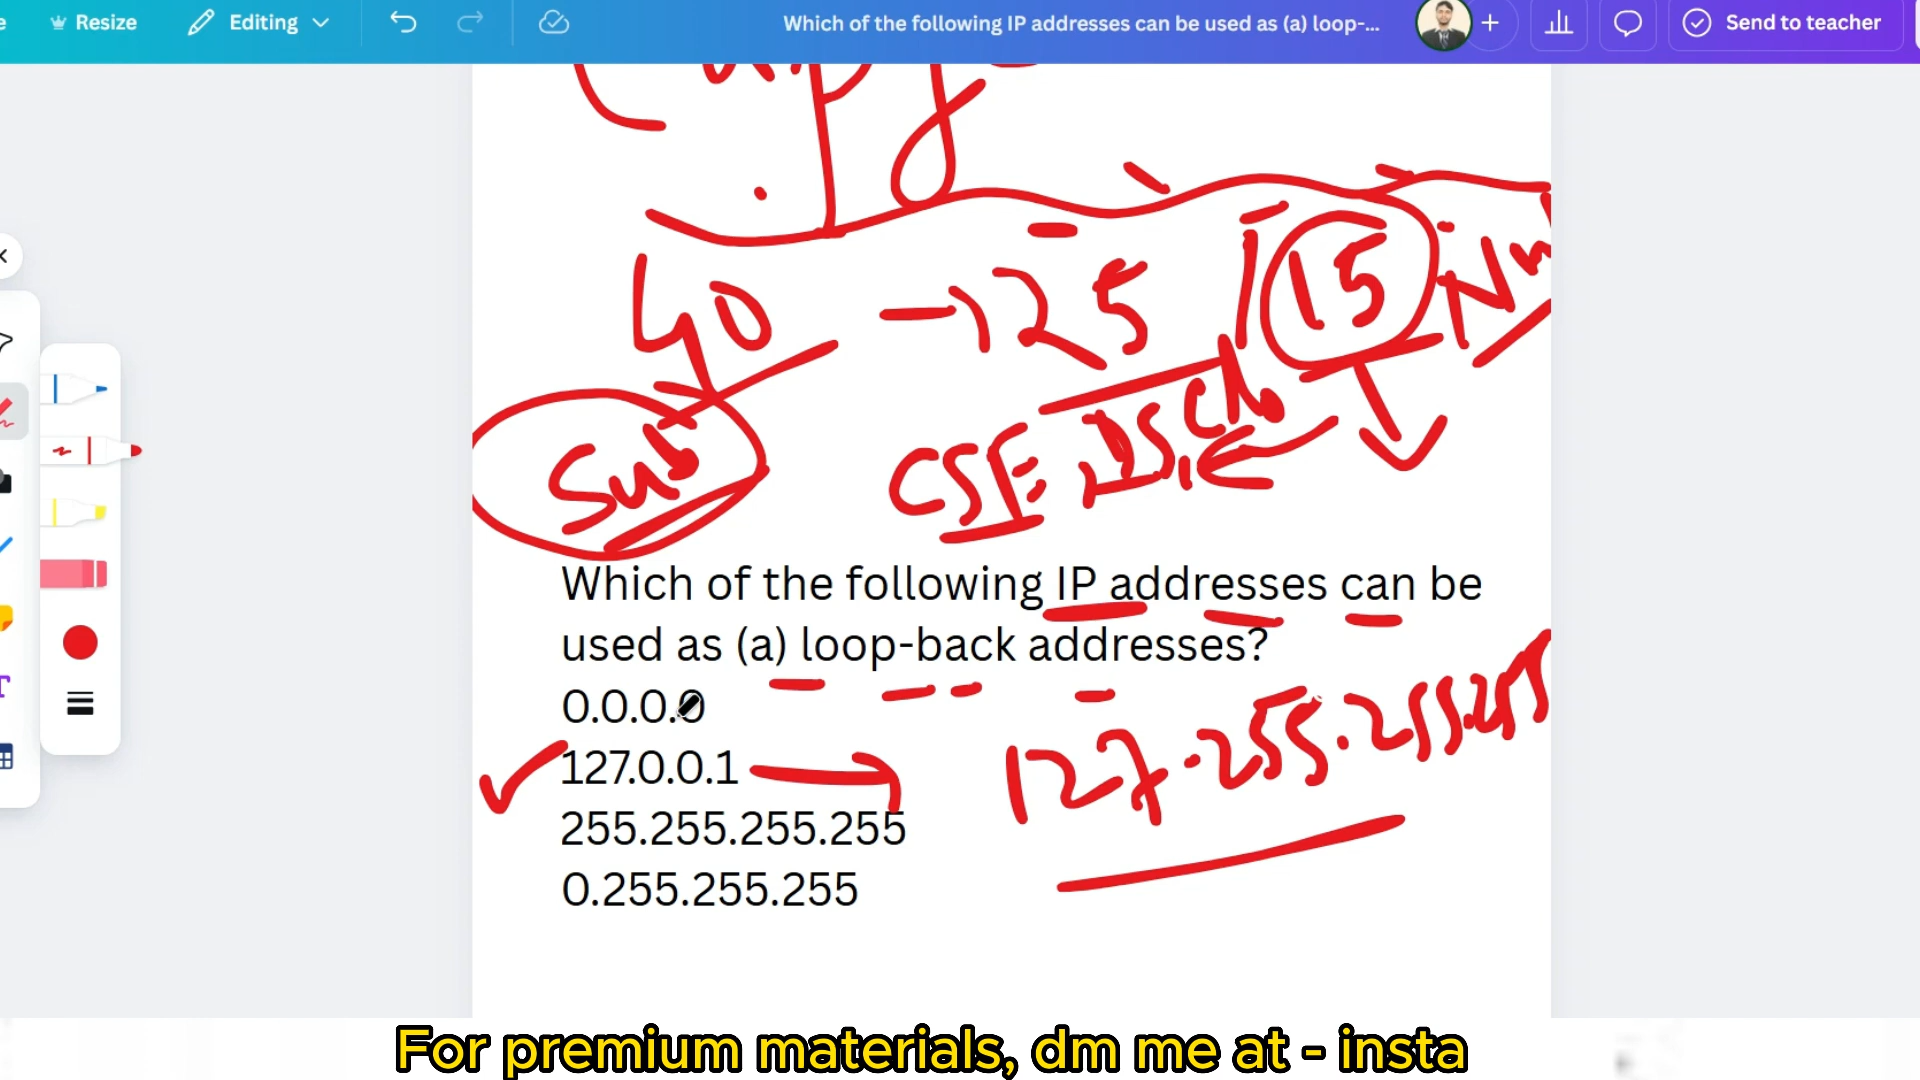 Resize Editing Which of the following IP addresses can be used as (a) loop-... Send to teacher
40 - 125 15
Sub CSE, DS,
Which of the following IP addresses can be
used as (a) loop-back addresses?
0.0.0.0
127.0.0.1
127.255.255.255
255.255.255.255
0.255.255.255
For premium materials, dm me at - insta